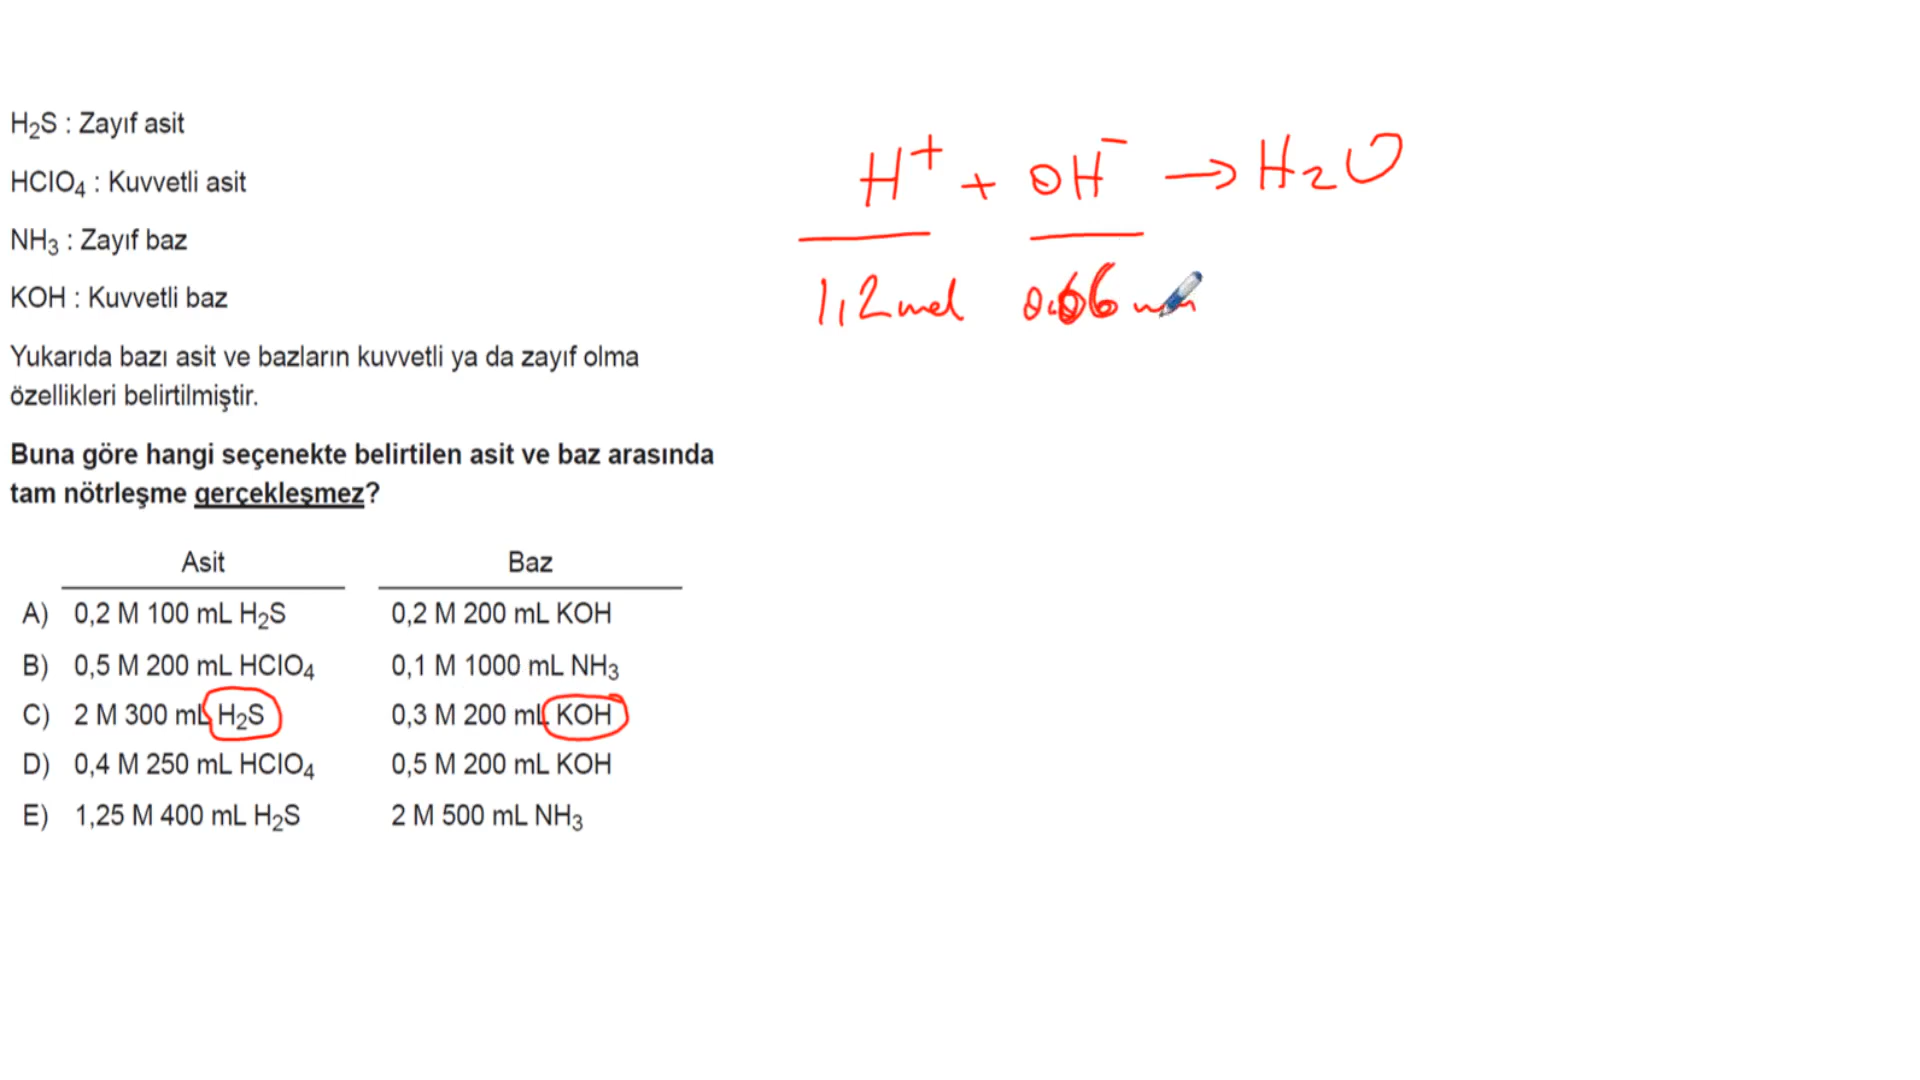 H₂S : Zayıf asit
HClO₄ : Kuvvetli asit
NH₃ : Zayıf baz
KOH : Kuvvetli baz
Yukarıda bazı asit ve bazların kuvvetli ya da zayıf olma
özellikleri belirtilmiştir.
Buna göre hangi seçenekte belirtilen asit ve baz arasında
tam nötrleşme gerçekleşmez?
Asit Baz
A) 0,2 M 100 mL H₂S 0,2 M 200 mL KOH
B) 0,5 M 200 mL HClO₄ 0,1 M 1000 mL NH₃
C) 2 M 300 mL H₂S 0,3 M 200 mL KOH
D) 0,4 M 250 mL HClO₄ 0,5 M 200 mL KOH
E) 1,25 M 400 mL H₂S 2 M 500 mL NH₃
H⁺ + OH⁻ → H₂O
1,2 mol